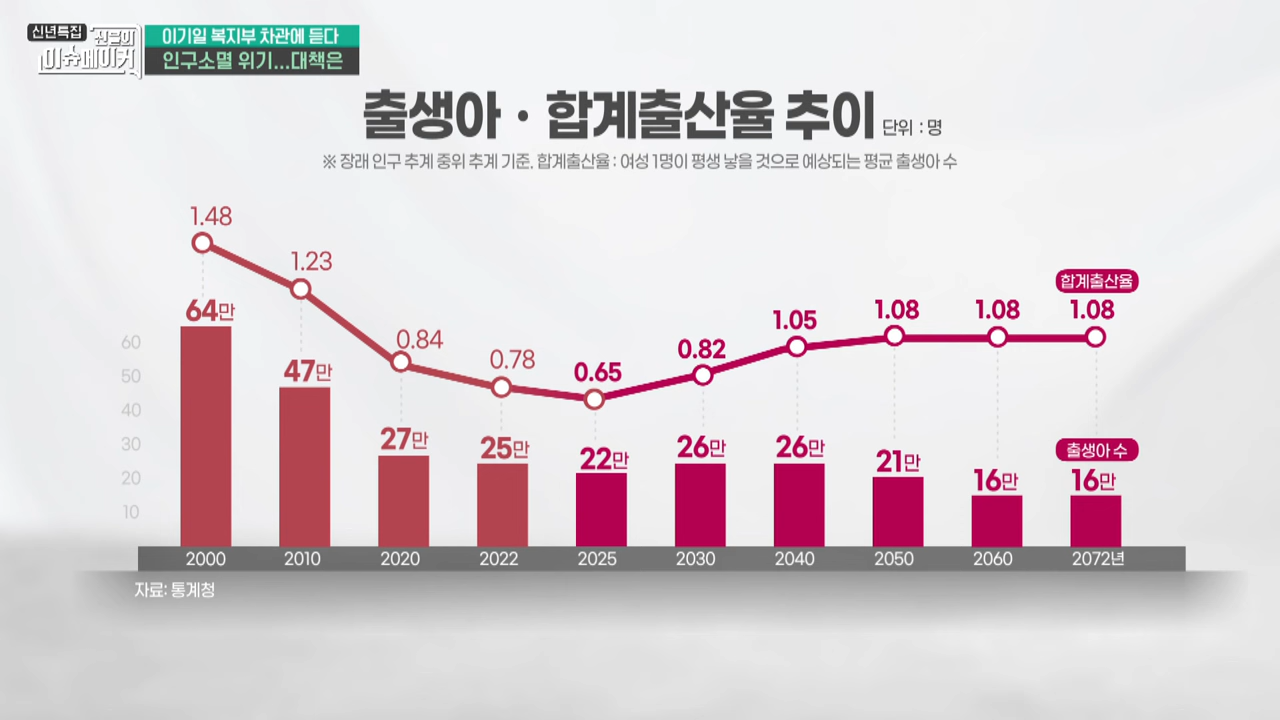 신년특집
이슈메이커
이기일 복지부 차관에 듣다
인구소멸 위기...대책은
출생아 · 합계출산율 추이 단위 : 명
※ 장래 인구 추계 중위 추계 기준, 합계출산율 : 여성 1명이 평생 낳을 것으로 예상되는 평균 출생아 수
합계출산율
1.48 1.23 0.84 0.78 0.65 0.82 1.05 1.08 1.08 1.08
출생아 수
64만 47만 27만 25만 22만 26만 26만 21만 16만 16만
60
50
40
30
20
10
2000 2010 2020 2022 2025 2030 2040 2050 2060 2072년
자료: 통계청